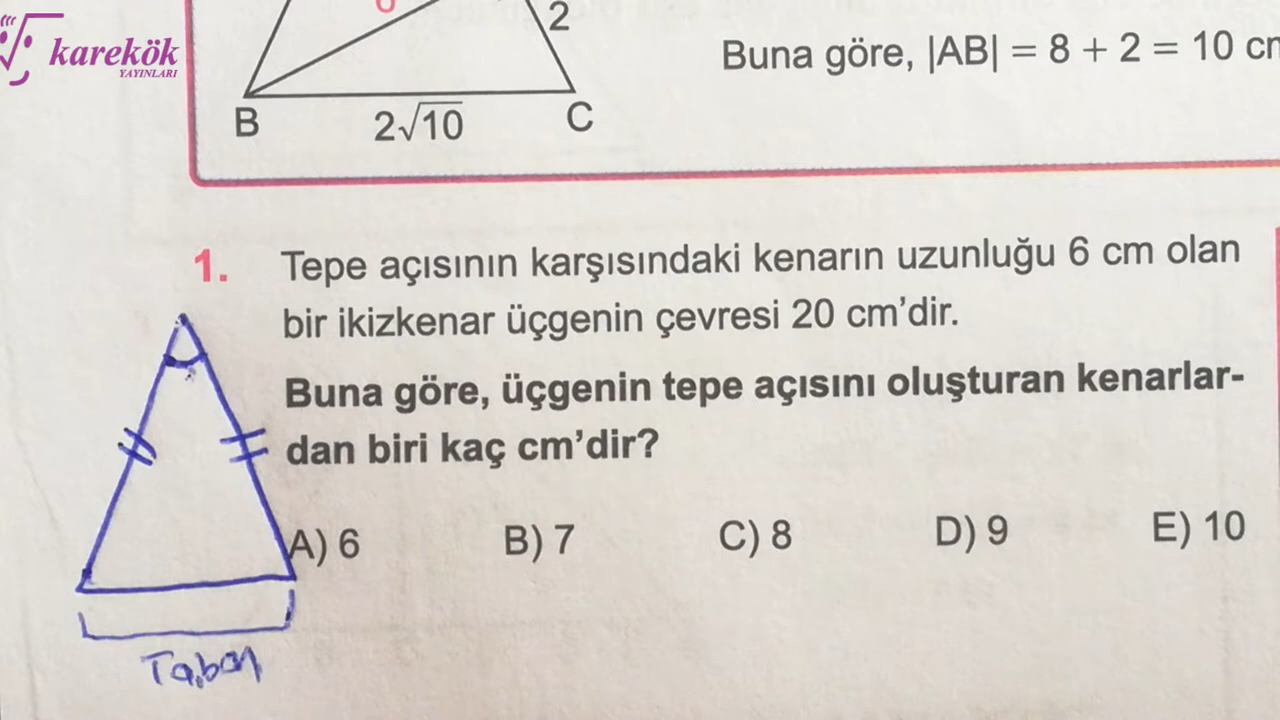 karekök
YAYINLARI
6
2
B
2√10
C
Buna göre, |AB| = 8 + 2 = 10 cm
1. Tepe açısının karşısındaki kenarın uzunluğu 6 cm olan
bir ikizkenar üçgenin çevresi 20 cm'dir.
Buna göre, üçgenin tepe açısını oluşturan kenarlar-
dan biri kaç cm'dir?
A) 6 B) 7 C) 8 D) 9 E) 10
Taban